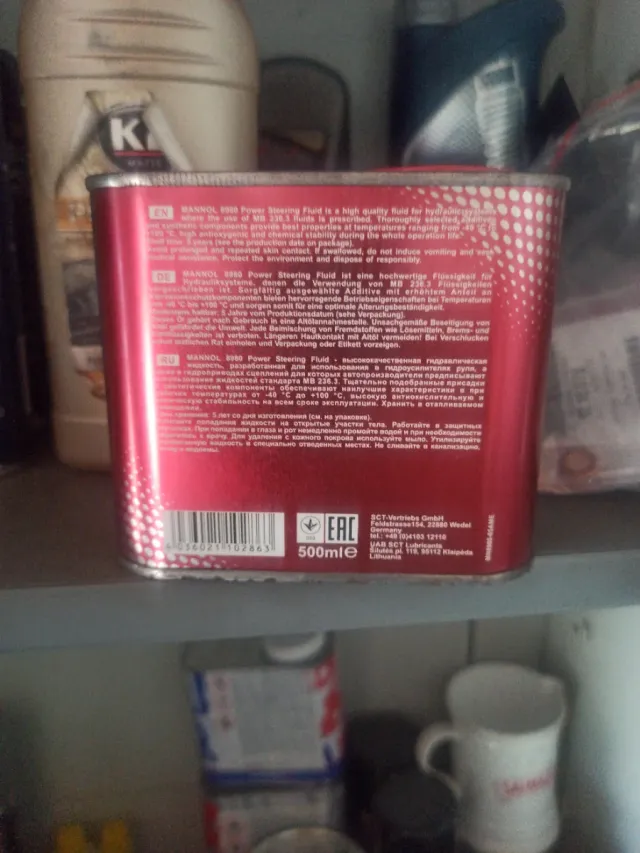 K2
EN MANNOL 8980 Power Steering Fluid is a high quality fluid for hydraulic systems
where the use of MB 236.3 fluids is prescribed. Thoroughly selected additives
and synthetic components provide best properties at temperatures ranging from -40 °C to
+100 °C, high antioxygenic and chemical stability during the whole operation life.
Shelf time: 5 years (see the production date on package).
Avoid prolonged and repeated skin contact. If swallowed, do not induce vomiting and
medical assistance. Protect the environment and dispose of responsibly.
DE MANNOL 8980 Power Steering Fluid ist eine hochwertige Flüssigkeit für
Hydrauliksysteme, denen die Verwendung von MB 236.3 Flüssigkeiten
vorgeschrieben ist. Sorgfältig ausgewählte Additive mit erhöhtem Anteil an
bieten hervorragende Betriebseigenschaften bei Temperaturen
von -40 °C bis +100 °C und sorgen somit für eine optimale Alterungsbeständigkeit.
haltbar: 5 Jahre vom Produktionsdatum (siehe Verpackung).
Öl gehört nach Gebrauch in eine Altölannahmestelle. Unsachgemäße Beseitigung von
Altöl gefährdet die Umwelt. Jede Beimischung von Fremdstoffen wie Lösemitteln, Brems- und
ist verboten. Längeren Hautkontakt mit Altöl vermeiden! Bei Verschlucken
ärztlichen Rat einholen und Verpackung oder Etikett vorzeigen.
RU MANNOL 8980 Power Steering Fluid - высококачественная гидравлическая
жидкость, разработанная для использования в гидроусилителях руля, а
также в гидроприводах сцеплений для которых автопроизводители предписывают
использование жидкостей стандарта MB 236.3. Тщательно подобранные присадки
и синтетические компоненты обеспечивают наилучшие характеристики в при
температурах от -40 °C до +100 °C, высокую антиокислительную и
химическую стабильность на всем сроке эксплуатации. Хранить в отапливаемом
помещении.
Срок хранения: 5 лет со дня изготовления (см. на упаковке).
попадания жидкости на открытые участки тела. Работайте в защитных
перчатках. При попадании в глаза и рот немедленно промойте водой и при необходимости
обратитесь к врачу. Для удаления с кожного покрова используйте мыло. Утилизируйте
жидкость в специально отведенных местах. Не сливайте в канализацию,
и водоемы.
4 036021 102863
EAC
500ml e
SCT-Vertriebs GmbH
Feldstrasse154, 22880 Wedel
Germany
tel.: +49 (0)4103 12110
UAB SCT Lubricants
Šilutės pl. 119, 95112 Klaipėda
Lithuania